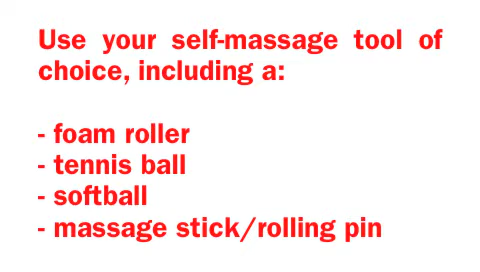 Use your self-massage tool of
choice, including a:
- foam roller
- tennis ball
- softball
- massage stick/rolling pin